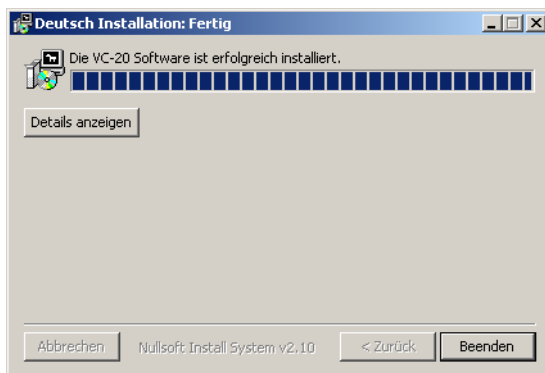 Deutsch Installation: Fertig
Die VC-20 Software ist erfolgreich installiert.
Details anzeigen
Abbrechen Nullsoft Install System v2.10 < Zurück Beenden